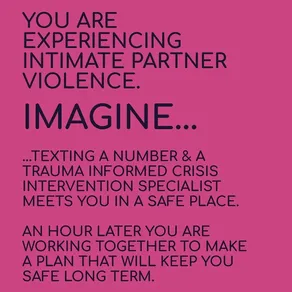 YOU ARE
EXPERIENCING
INTIMATE PARTNER
VIOLENCE.
IMAGINE...
...TEXTING A NUMBER & A
TRAUMA INFORMED CRISIS
INTERVENTION SPECIALIST
MEETS YOU IN A SAFE PLACE.
AN HOUR LATER YOU ARE
WORKING TOGETHER TO MAKE
A PLAN THAT WILL KEEP YOU
SAFE LONG TERM.